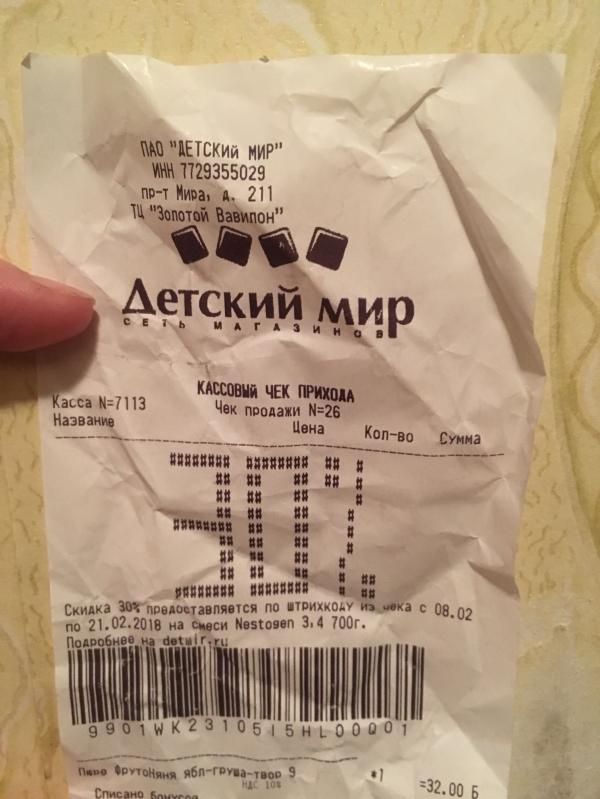 ПАО "ДЕТСКИЙ МИР"
ИНН 7729355029
пр-т Мира, д. 211
ТЦ "Золотой Вавилон"
Детский мир
СЕТЬ МАГАЗИНОВ
КАССОВЫЙ ЧЕК ПРИХОДА
Касса N=7113
Чек продажи N=26
Название Цена Кол-во Сумма
30%
Скидка 30% предоставляется по штрихкоду из чека с 08.02
по 21.02.2018 на смеси Nestogen 3,4 700г.
Подробнее на detmir.ru
9901WK2310515HL00Q01
Пюре ФрутоНяня ябл-груша-твор 9 *1 =32.00 Б
НДС 10%
Списано бонусов